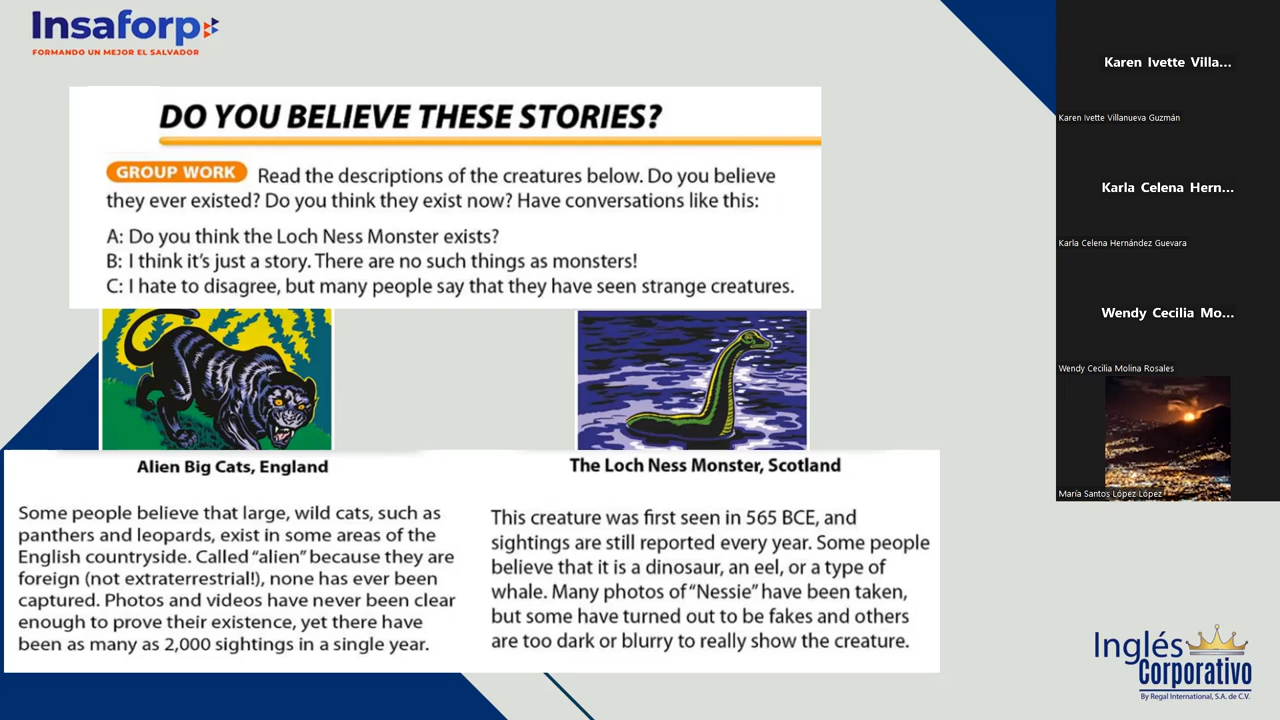 Insaforp
FORMANDO UN MEJOR EL SALVADOR
DO YOU BELIEVE THESE STORIES?
GROUP WORK Read the descriptions of the creatures below. Do you believe
they ever existed? Do you think they exist now? Have conversations like this:
A: Do you think the Loch Ness Monster exists?
B: I think it's just a story. There are no such things as monsters!
C: I hate to disagree, but many people say that they have seen strange creatures.
Alien Big Cats, England
Some people believe that large, wild cats, such as
panthers and leopards, exist in some areas of the
English countryside. Called “alien” because they are
foreign (not extraterrestrial!), none has ever been
captured. Photos and videos have never been clear
enough to prove their existence, yet there have
been as many as 2,000 sightings in a single year.
The Loch Ness Monster, Scotland
This creature was first seen in 565 BCE, and
sightings are still reported every year. Some people
believe that it is a dinosaur, an eel, or a type of
whale. Many photos of “Nessie” have been taken,
but some have turned out to be fakes and others
are too dark or blurry to really show the creature.
Karen Ivette Villa...
Karen Ivette Villanueva Guzmán
Karla Celena Hern...
Karla Celena Hernández Guevara
Wendy Cecilia Mo...
Wendy Cecilia Molina Rosales
María Santos López López
Inglés
Corporativo
By Regal International, S.A. de C.V.